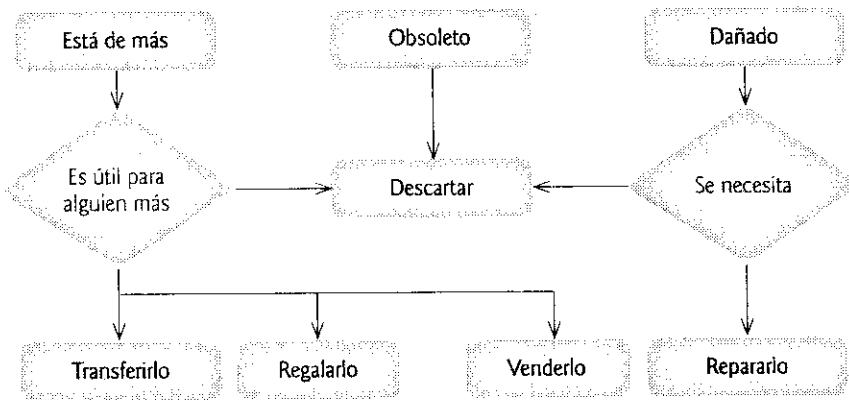 Está de más
Obsoleto
Dañado
Es útil para
alguien más
Descartar
Se necesita
Transferirlo
Regalarlo
Venderlo
Repararlo